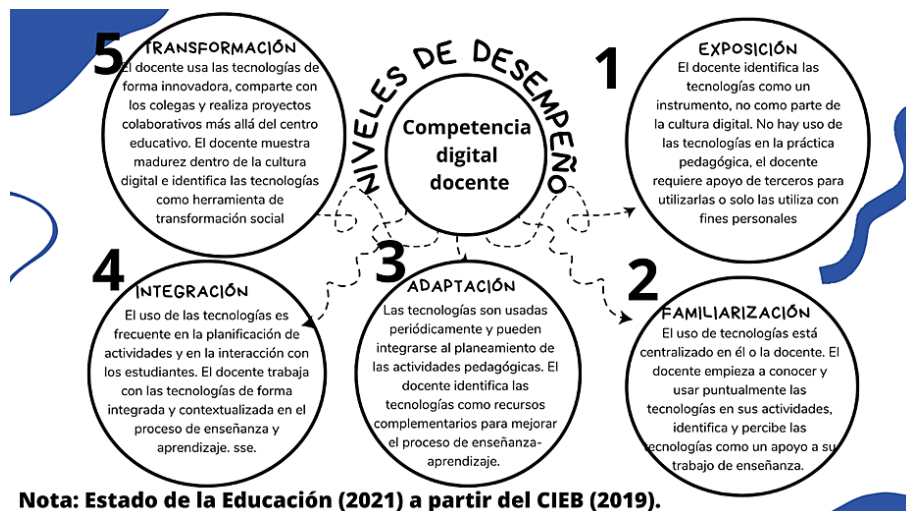 NIVELES DE DESEMPEÑO
Competencia
digital
docente
1
EXPOSICIÓN
El docente identifica las
tecnologías como un
instrumento, no como parte de
la cultura digital. No hay uso de
las tecnologías en la práctica
pedagógica, el docente
requiere apoyo de terceros para
utilizarlas o solo las utiliza con
fines personales
2
FAMILIARIZACIÓN
El uso de tecnologías está
centralizado en él o la docente. El
docente empieza a conocer y
usar puntualmente las
tecnologías en sus actividades,
identifica y percibe las
tecnologías como un apoyo a su
trabajo de enseñanza.
3
ADAPTACIÓN
Las tecnologías son usadas
periódicamente y pueden
integrarse al planeamiento de
las actividades pedagógicas. El
docente identifica las
tecnologías como recursos
complementarios para mejorar
el proceso de enseñanza-
aprendizaje.
4
INTEGRACIÓN
El uso de las tecnologías es
frecuente en la planificación de
actividades y en la interacción con
los estudiantes. El docente trabaja
con las tecnologías de forma
integrada y contextualizada en el
proceso de enseñanza y
aprendizaje. sse.
5
TRANSFORMACIÓN
El docente usa las tecnologías de
forma innovadora, comparte con
los colegas y realiza proyectos
colaborativos más allá del centro
educativo. El docente muestra
madurez dentro de la cultura
digital e identifica las tecnologías
como herramienta de
transformación social
Nota: Estado de la Educación (2021) a partir del CIEB (2019).